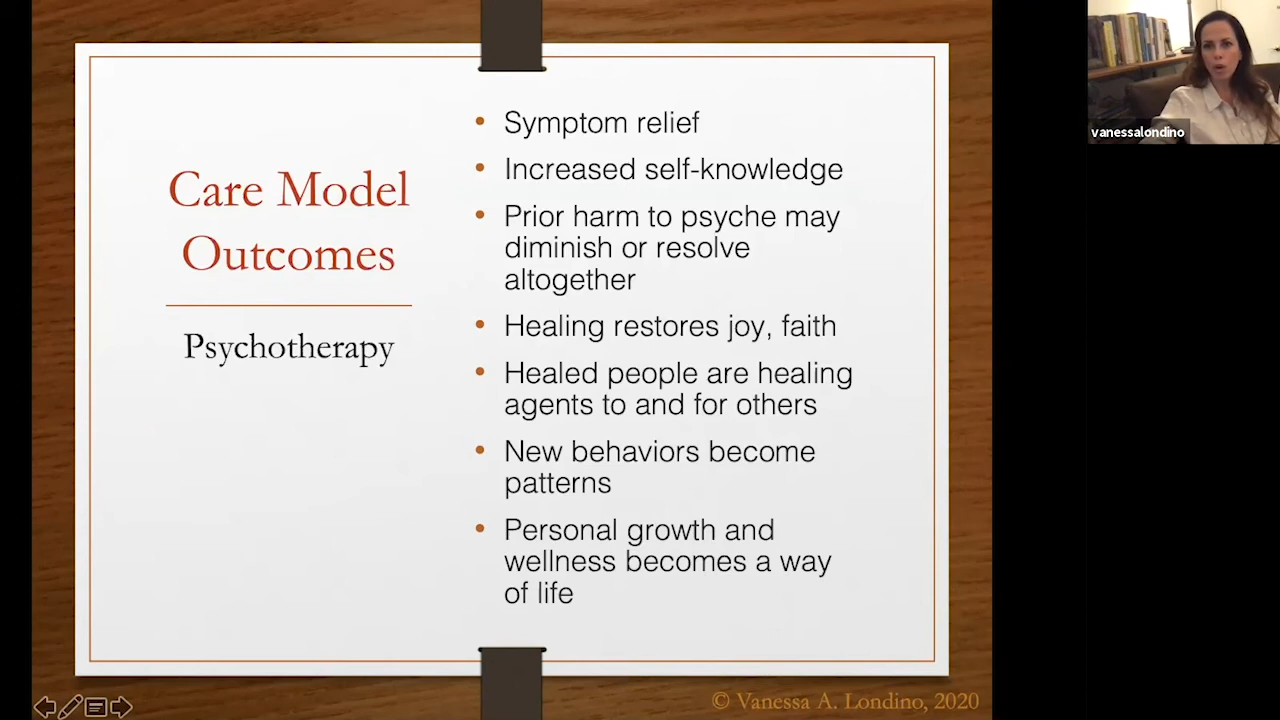 Care Model
Outcomes
Psychotherapy
• Symptom relief
• Increased self-knowledge
• Prior harm to psyche may
diminish or resolve
altogether
• Healing restores joy, faith
• Healed people are healing
agents to and for others
• New behaviors become
patterns
• Personal growth and
wellness becomes a way
of life
© Vanessa A. Londino, 2020
vanessalondino